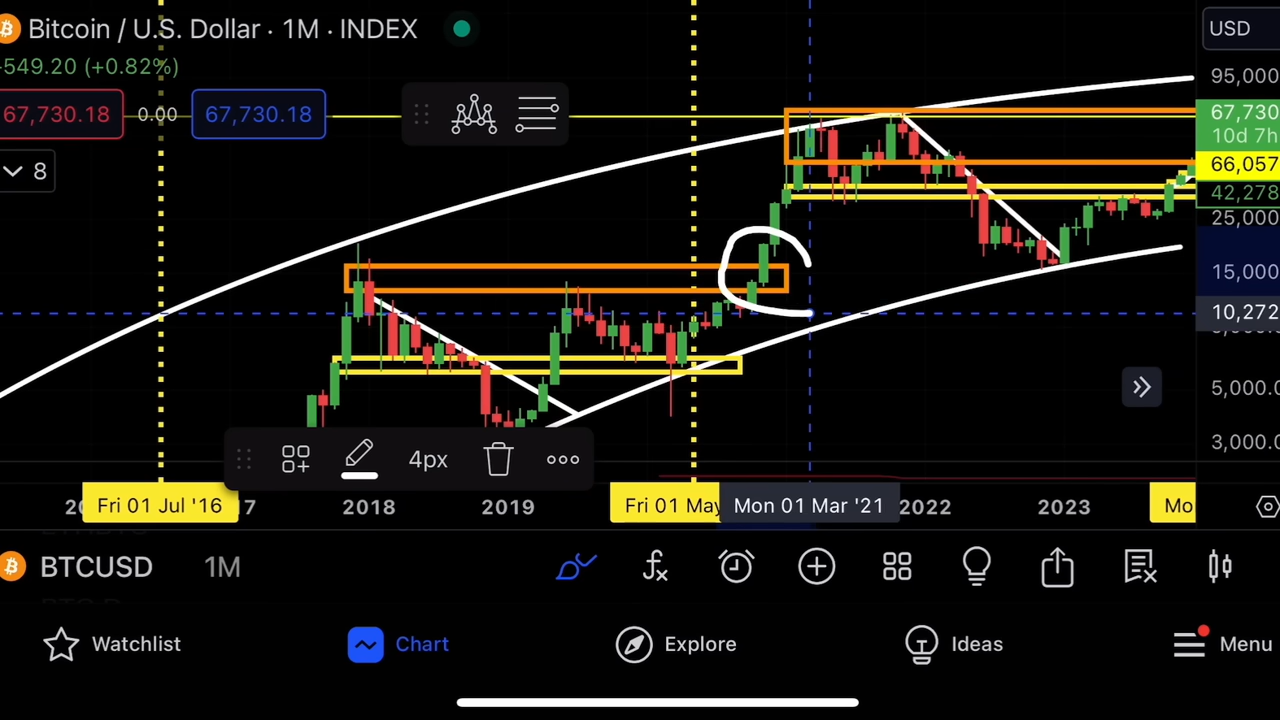 Bitcoin / U.S. Dollar · 1M · INDEX
USD
549.20 (+0.82%)
95,000
67,730.18
0.00
67,730.18
67,730
10d 7h
8
66,057
42,278
25,000
15,000
10,272
5,000.0
3,000.0
Fri 01 Jul '16
2018
2019
Fri 01 May
Mon 01 Mar '21
2022
2023
Mo
4px
BTCUSD
1M
Watchlist
Chart
Explore
Ideas
Menu